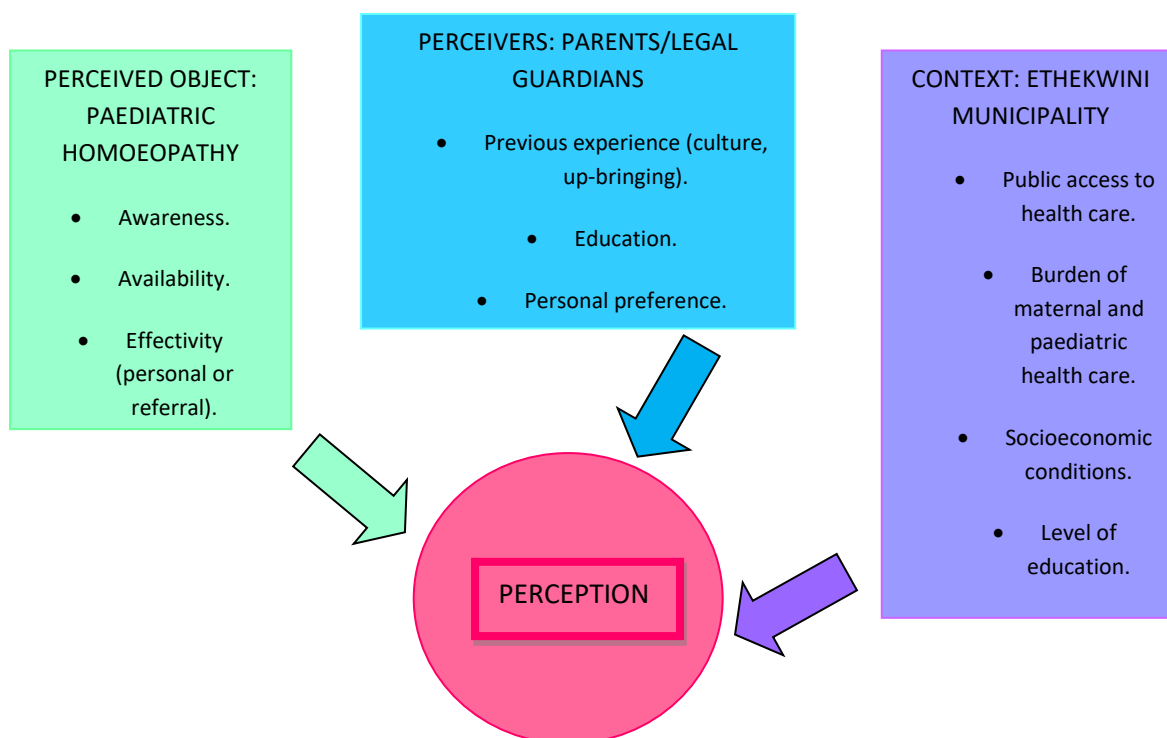 PERCEIVED OBJECT:
PAEDIATRIC
HOMOEOPATHY
• Awareness.
• Availability.
• Effectivity
(personal or
referral).
PERCEIVERS: PARENTS/LEGAL
GUARDIANS
• Previous experience (culture,
up-bringing).
• Education.
• Personal preference.
CONTEXT: ETHEKWINI
MUNICIPALITY
• Public access to
health care.
• Burden of
maternal and
paediatric
health care.
• Socioeconomic
conditions.
• Level of
education.
PERCEPTION